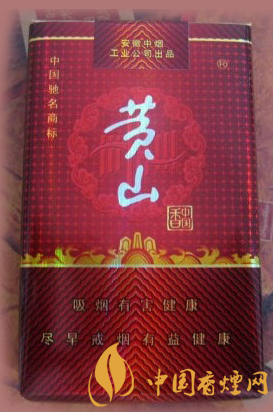 安徽中烟
工业公司出品
中国驰名商标
黄山
中国香
吸烟有害健康
尽早戒烟有益健康
中国香烟网